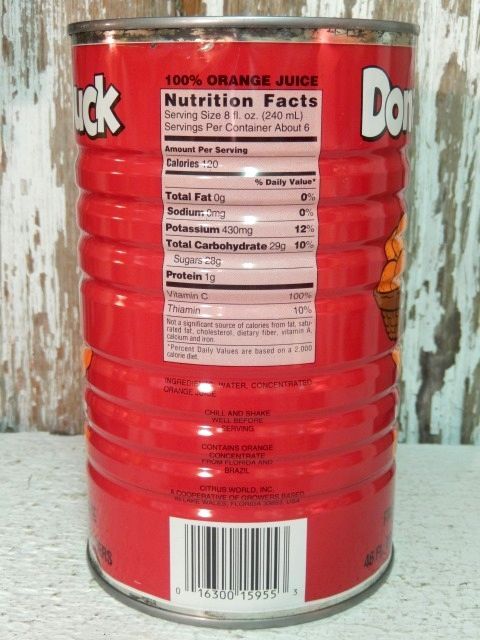 uck
Don
100% ORANGE JUICE
Nutrition Facts
Serving Size 8 fl. oz. (240 mL)
Servings Per Container About 6
Amount Per Serving
Calories 120
% Daily Value*
Total Fat 0g 0%
Sodium 0mg 0%
Potassium 430mg 12%
Total Carbohydrate 29g 10%
Sugars 28g
Protein 1g
Vitamin C 100%
Thiamin 10%
Not a significant source of calories from fat, satu-
rated fat, cholesterol, dietary fiber, vitamin A,
calcium and iron.
*Percent Daily Values are based on a 2,000
calorie diet.
INGREDIENTS: WATER, CONCENTRATED
ORANGE JUICE
CHILL AND SHAKE
WELL BEFORE
SERVING
CONTAINS ORANGE
CONCENTRATE
FROM FLORIDA AND
BRAZIL
CITRUS WORLD, INC.
A COOPERATIVE OF GROWERS BASED
IN LAKE WALES, FLORIDA 33853, USA
ERS
46 FL
0 16300 15955 3